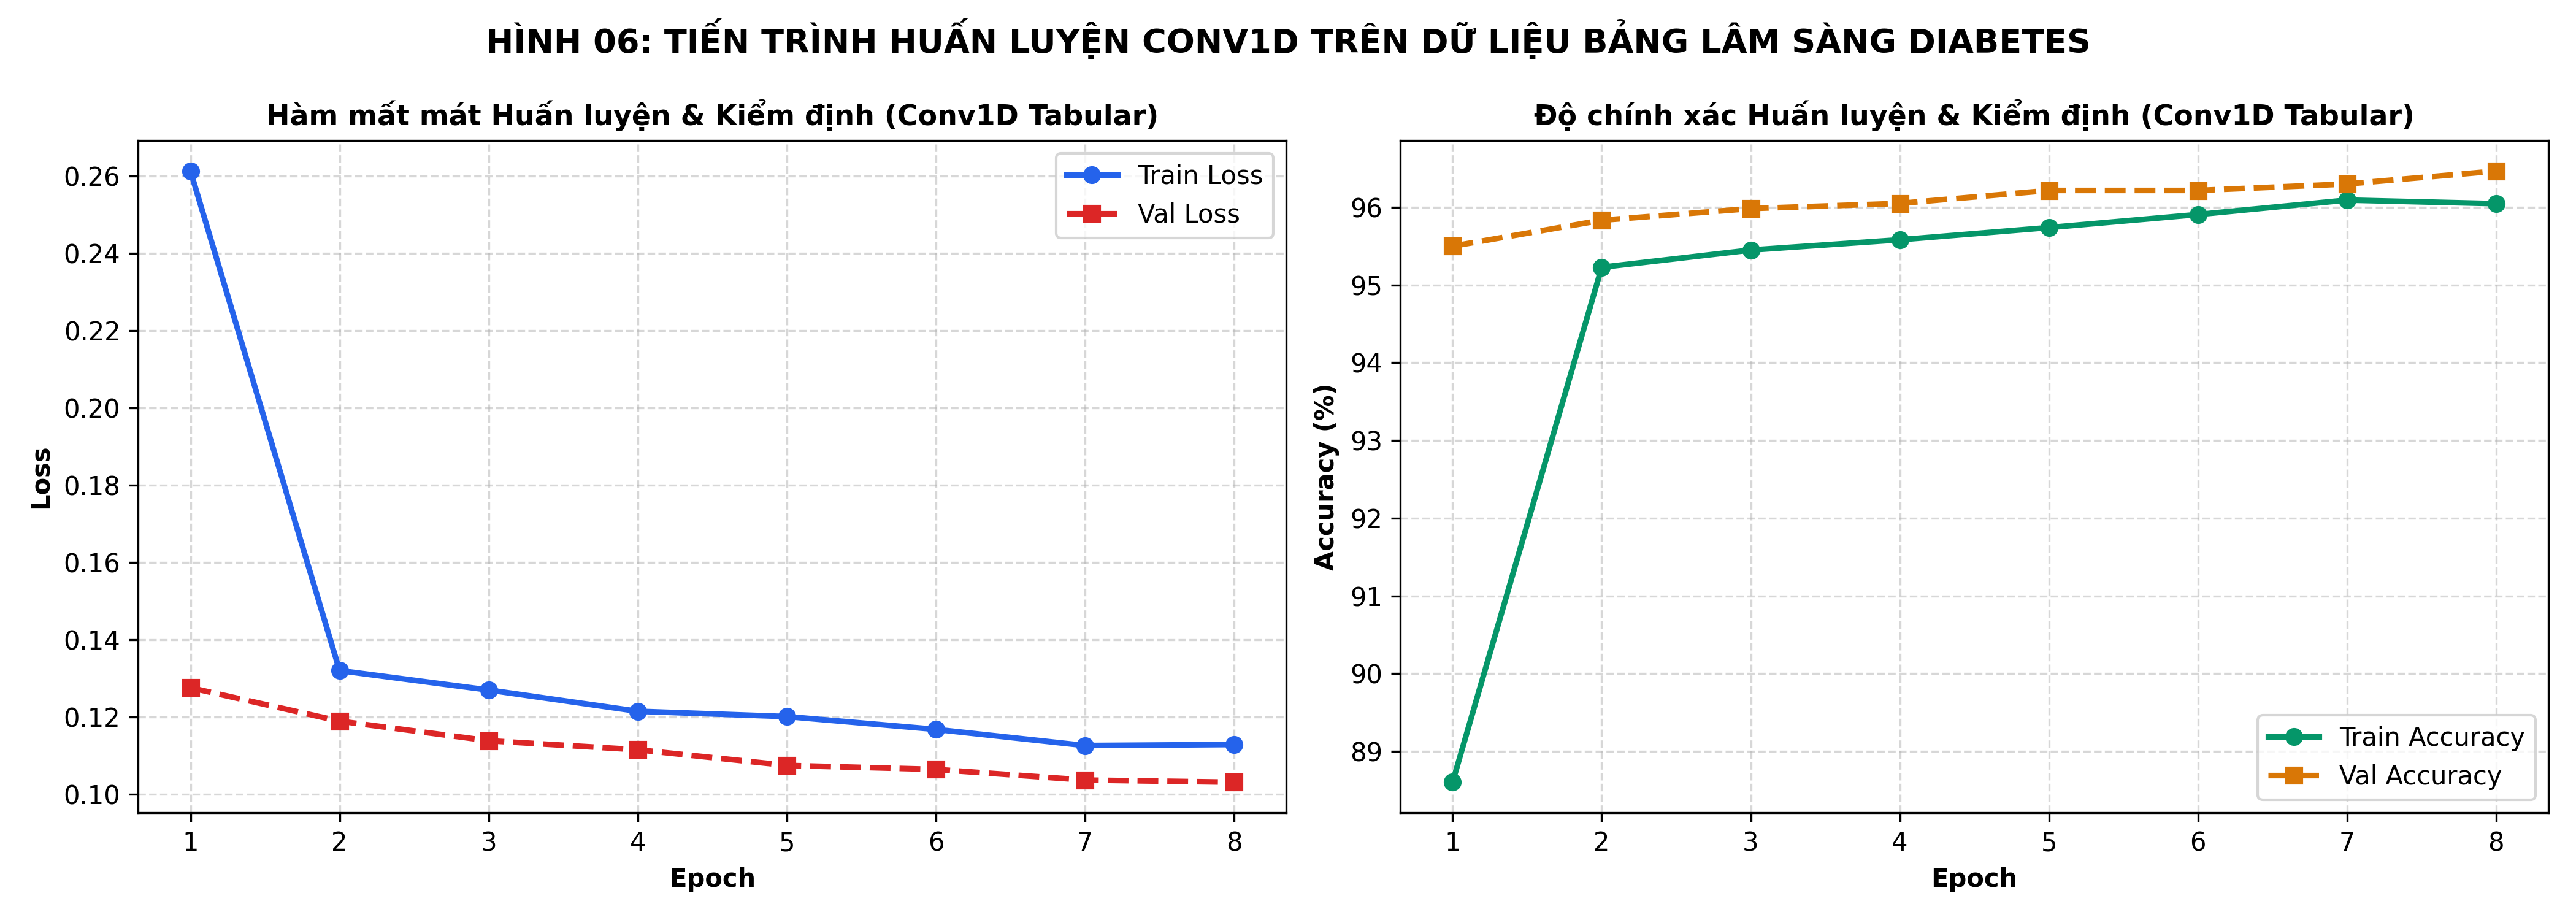 HÌNH 06: TIẾN TRÌNH HUẤN LUYỆN CONV1D TRÊN DỮ LIỆU BẢNG LÂM SÀNG DIABETES
Hàm mất mát Huấn luyện & Kiểm định (Conv1D Tabular)
0.26
0.24
0.22
0.20
0.18
0.16
0.14
0.12
0.10
Loss
Train Loss
Val Loss
1 2 3 4 5 6 7 8
Epoch
Độ chính xác Huấn luyện & Kiểm định (Conv1D Tabular)
96
95
94
93
92
91
90
89
Accuracy (%)
Train Accuracy
Val Accuracy
1 2 3 4 5 6 7 8
Epoch